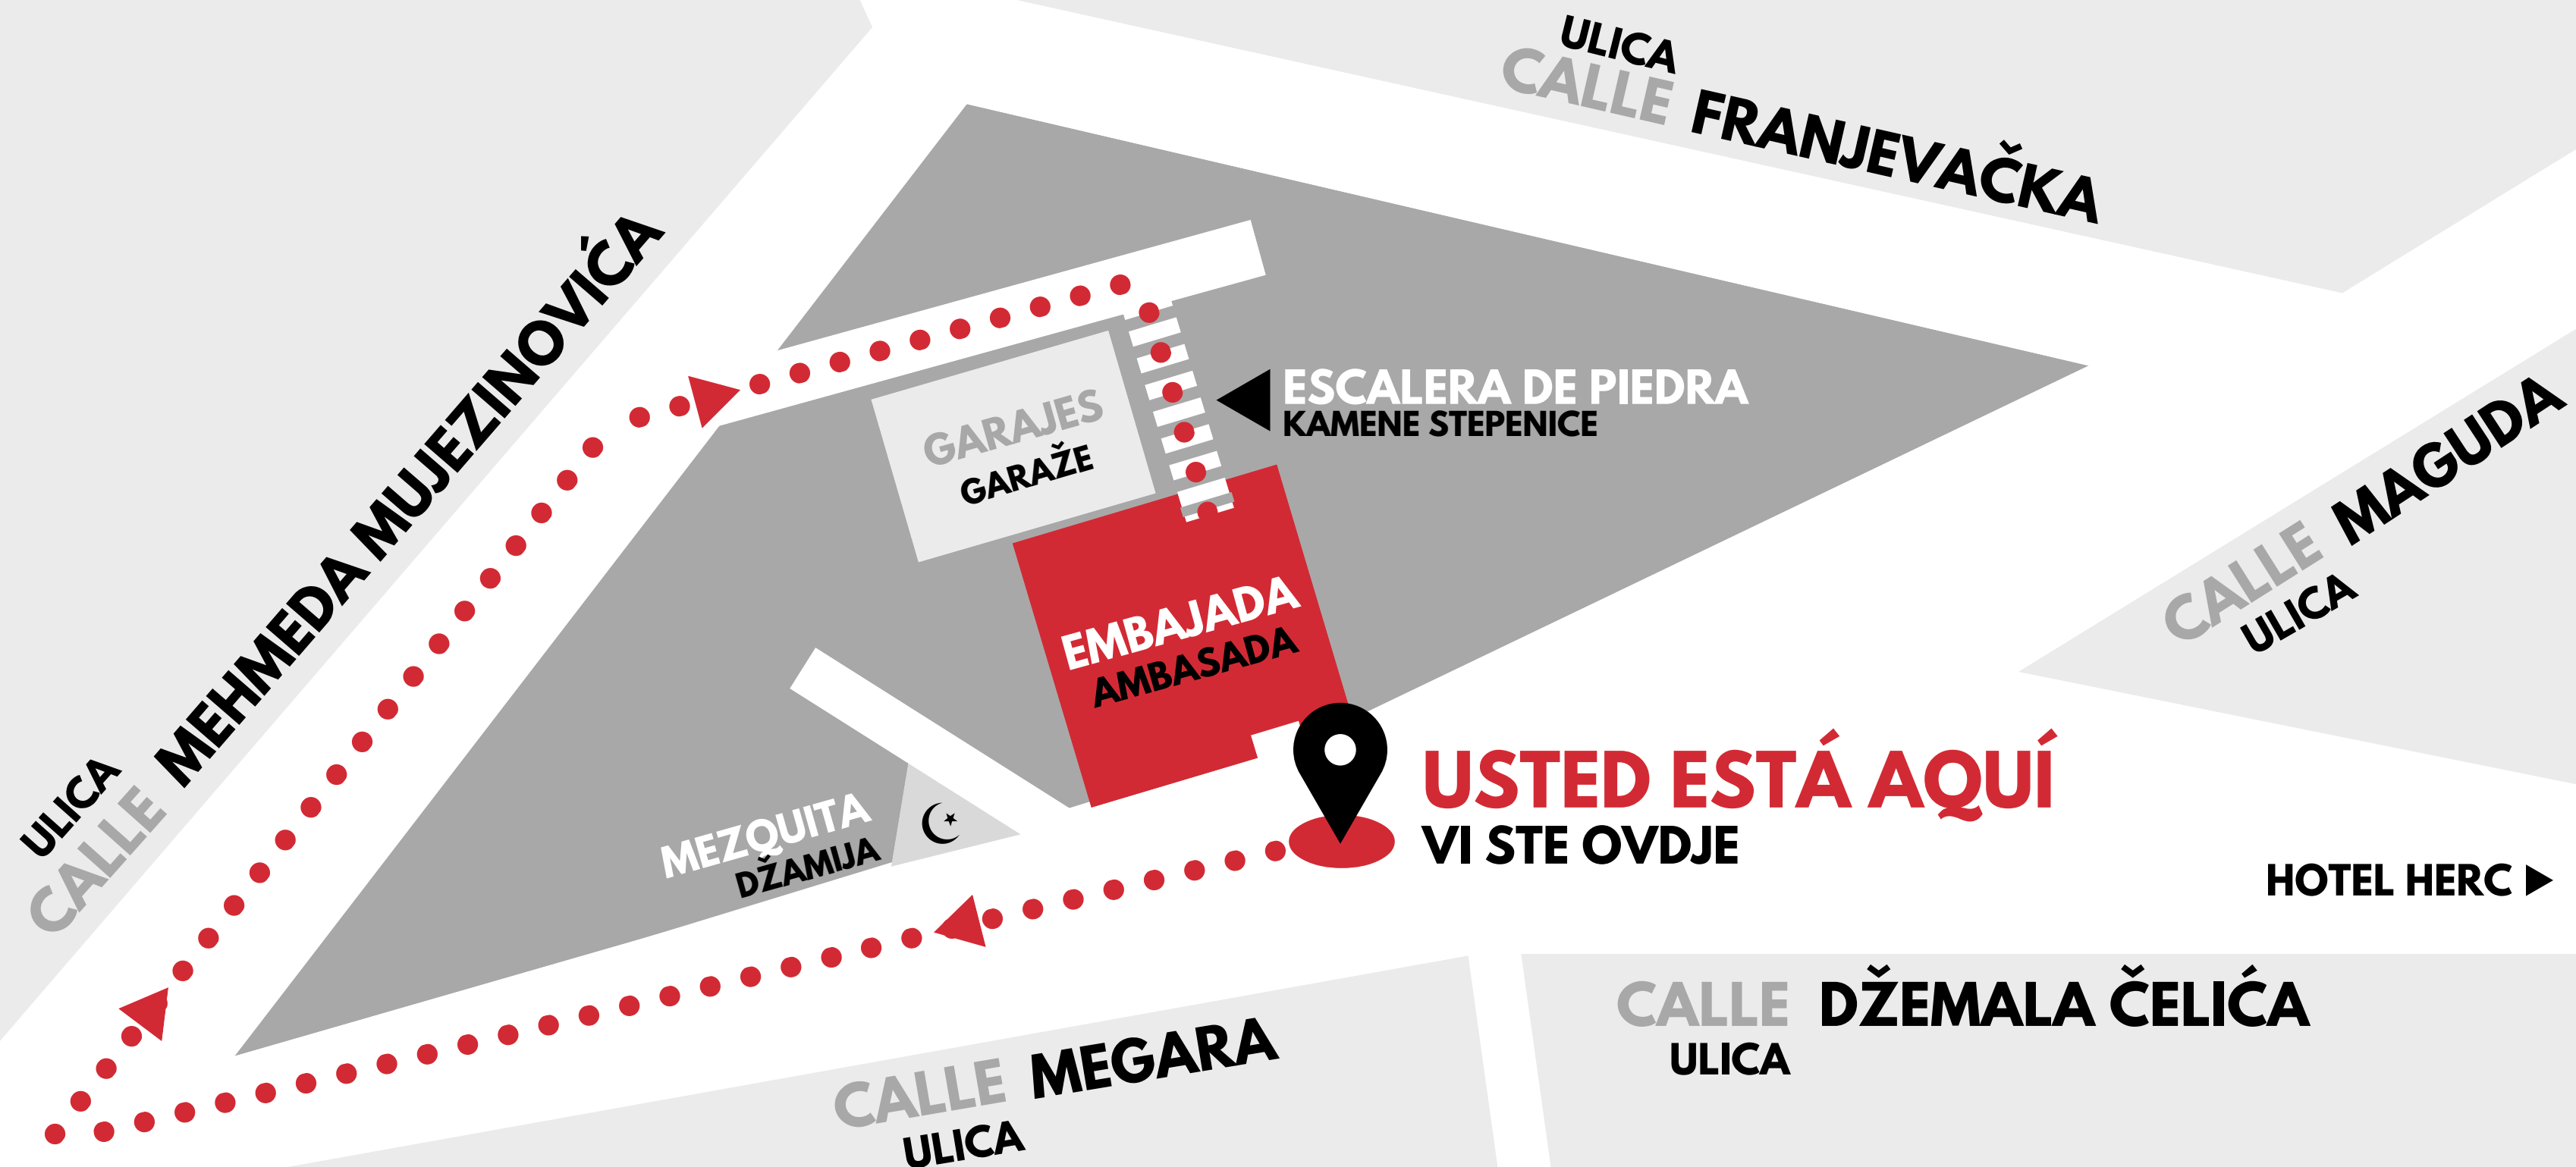 ULICA
CALLE FRANJEVAČKA
ULICA
CALLE MEHMEDA MUJEZINOVIĆA
ESCALERA DE PIEDRA
KAMENE STEPENICE
GARAJES
GARAŽE
CALLE MAGUDA
ULICA
EMBAJADA
AMBASADA
MEZQUITA
DŽAMIJA
USTED ESTÁ AQUÍ
VI STE OVDJE
HOTEL HERC
CALLE DŽEMALA ČELIĆA
ULICA
CALLE MEGARA
ULICA